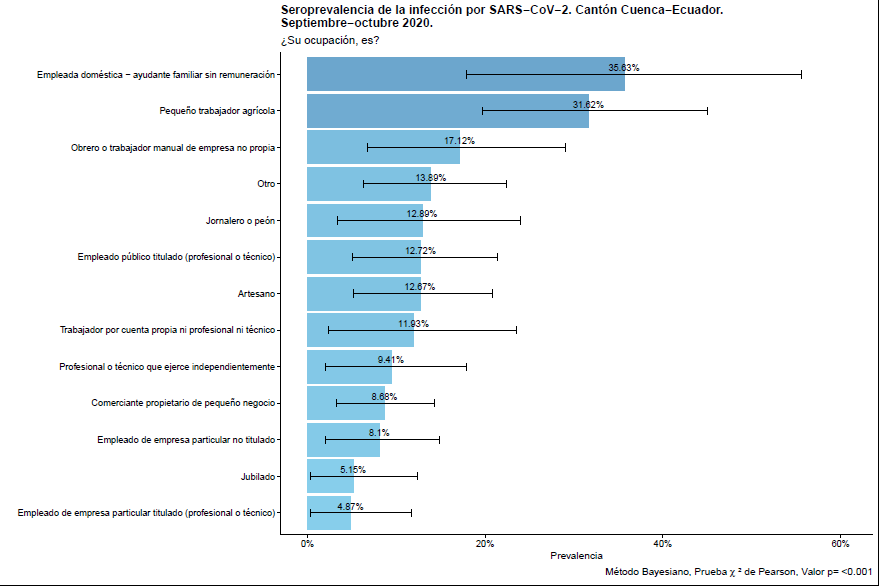 Seroprevalencia de la infección por SARS−CoV−2. Cantón Cuenca−Ecuador.
Septiembre−octubre 2020.
¿Su ocupación, es?
Empleada doméstica − ayudante familiar sin remuneración
35.63%
Pequeño trabajador agrícola
31.62%
Obrero o trabajador manual de empresa no propia
17.12%
Otro
13.89%
Jornalero o peón
12.89%
Empleado público titulado (profesional o técnico)
12.72%
Artesano
12.67%
Trabajador por cuenta propia ni profesional ni técnico
11.93%
Profesional o técnico que ejerce independientemente
9.41%
Comerciante propietario de pequeño negocio
8.68%
Empleado de empresa particular no titulado
8.1%
Jubilado
5.15%
Empleado de empresa particular titulado (profesional o técnico)
4.87%
0% 20% 40% 60%
Prevalencia
Método Bayesiano, Prueba χ ² de Pearson, Valor p= <0.001